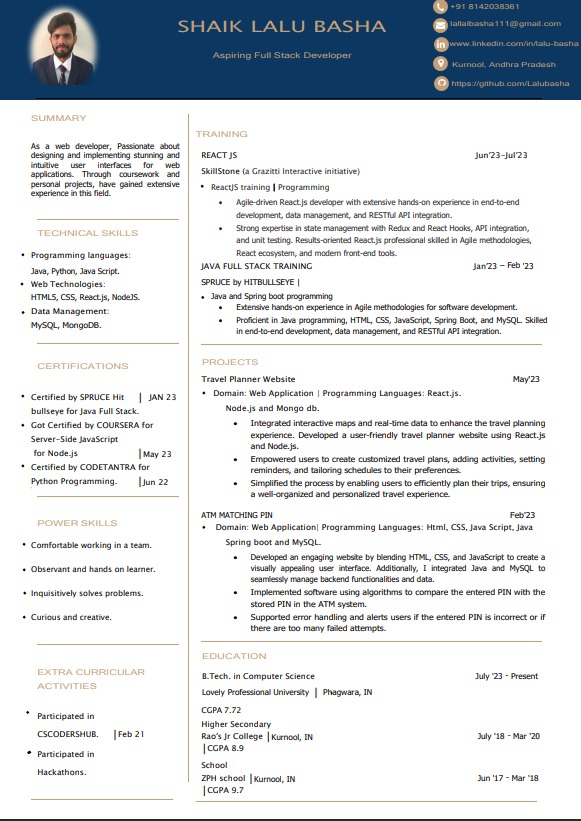 SHAIK LALU BASHA
Aspiring Full Stack Developer
+91 8142038361
lallalbasha111@gmail.com
www.linkedin.com/in/lalu-basha
Kurnool, Andhra Pradesh
https://github.com/Lalubasha
SUMMARY
As a web developer, Passionate about
designing and implementing stunning and
intuitive user interfaces for web
applications. Through coursework and
personal projects, have gained extensive
experience in this field.
TECHNICAL SKILLS
• Programming languages:
Java, Python, Java Script.
• Web Technologies:
HTML5, CSS, React.js, NodeJS.
• Data Management:
MySQL, MongoDB.
CERTIFICATIONS
• Certified by SPRUCE Hit | JAN 23
bullseye for Java Full Stack.
• Got Certified by COURSERA for
Server-Side JavaScript
for Node.js |May 23
• Certified by CODETANTRA for
Python Programming. |Jun 22
POWER SKILLS
• Comfortable working in a team.
• Observant and hands on learner.
• Inquisitively solves problems.
• Curious and creative.
EXTRA CURRICULAR
ACTIVITIES
• Participated in
CSCODERSHUB. |Feb 21
• Participated in
Hackathons.
TRAINING
REACT JS Jun'23-Jul'23
SkillStone (a Grazitti Interactive initiative)
• ReactJS training | Programming
• Agile-driven React.js developer with extensive hands-on experience in end-to-end
development, data management, and RESTful API integration.
• Strong expertise in state management with Redux and React Hooks, API integration,
and unit testing. Results-oriented React.js professional skilled in Agile methodologies,
React ecosystem, and modern front-end tools.
JAVA FULL STACK TRAINING Jan'23 – Feb '23
SPRUCE by HITBULLSEYE |
• Java and Spring boot programming
• Extensive hands-on experience in Agile methodologies for software development.
• Proficient in Java programming, HTML, CSS, JavaScript, Spring Boot, and MySQL. Skilled
in end-to-end development, data management, and RESTful API integration.
PROJECTS
Travel Planner Website May'23
• Domain: Web Application | Programming Languages: React.js.
Node.js and Mongo db.
• Integrated interactive maps and real-time data to enhance the travel planning
experience. Developed a user-friendly travel planner website using React.js
and Node.js.
• Empowered users to create customized travel plans, adding activities, setting
reminders, and tailoring schedules to their preferences.
• Simplified the process by enabling users to efficiently plan their trips, ensuring
a well-organized and personalized travel experience.
ATM MATCHING PIN Feb'23
• Domain: Web Application| Programming Languages: Html, CSS, Java Script, Java
Spring boot and MySQL.
• Developed an engaging website by blending HTML, CSS, and JavaScript to create a
visually appealing user interface. Additionally, I integrated Java and MySQL to
seamlessly manage backend functionalities and data.
• Implemented software using algorithms to compare the entered PIN with the
stored PIN in the ATM system.
• Supported error handling and alerts users if the entered PIN is incorrect or if
there are too many failed attempts.
EDUCATION
B.Tech. in Computer Science July '23 - Present
Lovely Professional University | Phagwara, IN
CGPA 7.72
Higher Secondary
Rao's Jr College |Kurnool, IN July '18 - Mar '20
|CGPA 8.9
School
ZPH school |Kurnool, IN Jun '17 - Mar '18
|CGPA 9.7